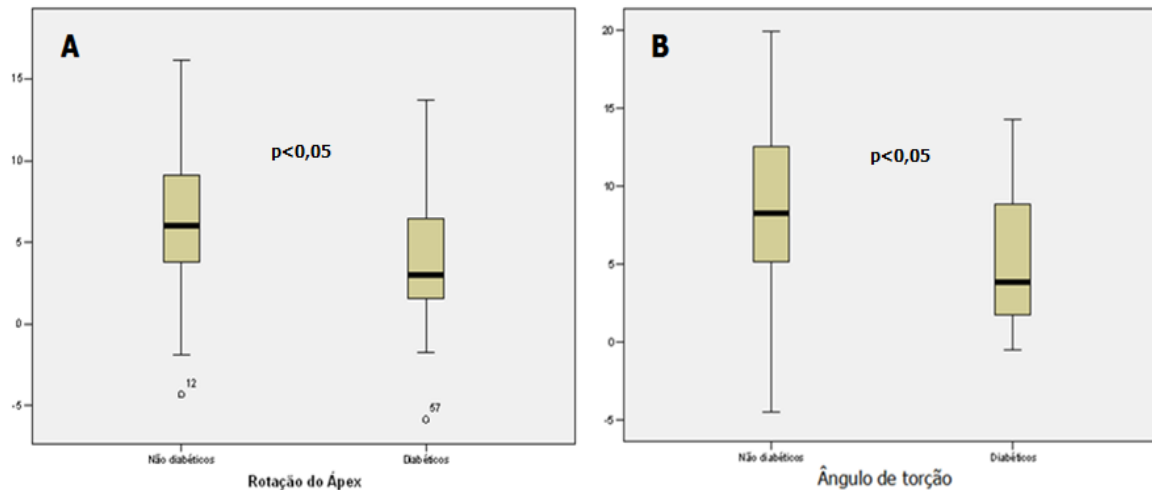 A
15
10
5
0
-5
p<0,05
12
57
Não diabéticos
Diabéticos
Rotação do Ápex
B
20
15
10
5
0
-5
p<0,05
Não diabéticos
Diabéticos
Ângulo de torção